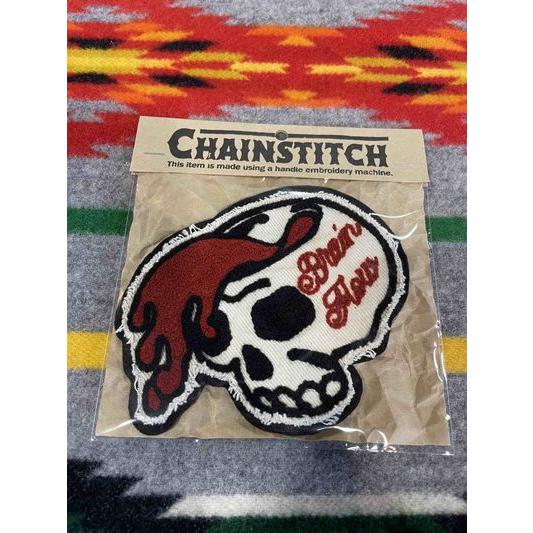 CHAINSTITCH
This item is made using a handle embroidery machine.
Brain
Flow